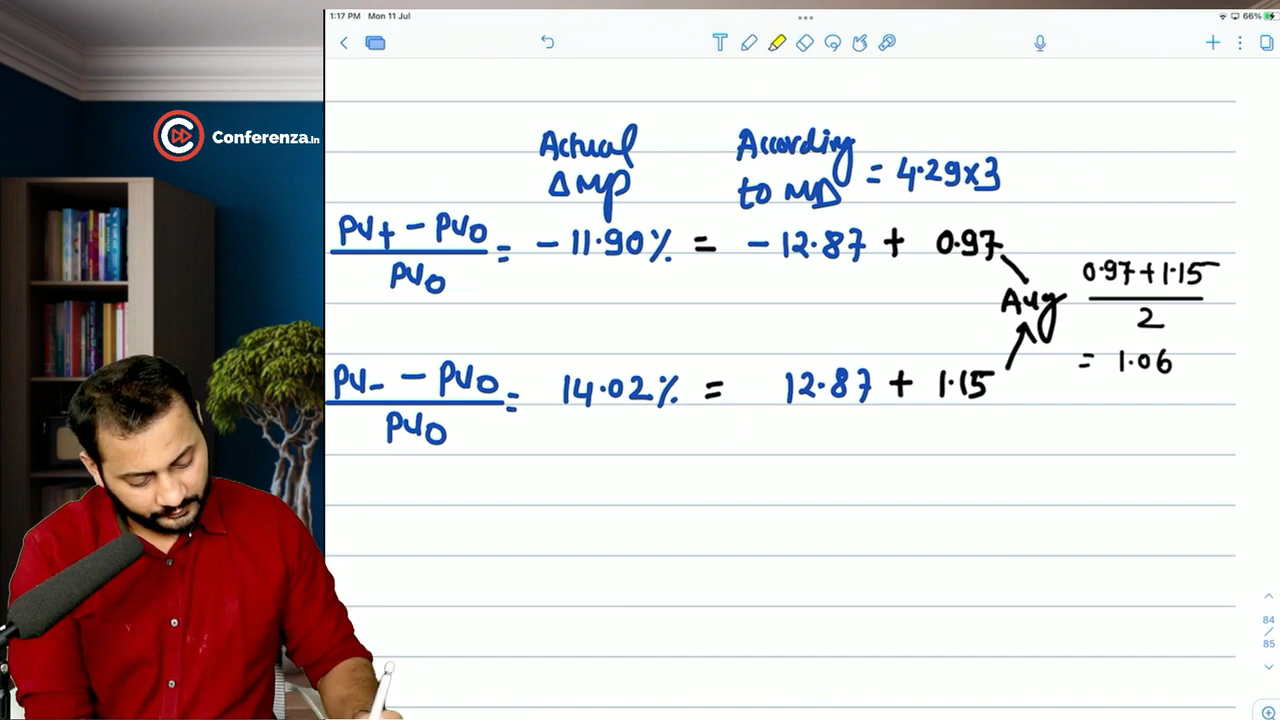 1:17 PM Mon 11 Jul
66%
Conferenza.in
Actual
ΔMP
According
to MD
= 4.29x3
PV+ - PV0
PV0
= - 11.90% = - 12.87 + 0.97
Avg
0.97+1.15
2
= 1.06
PV- - PV0
PV0
= 14.02% = 12.87 + 1.15
84
/
85